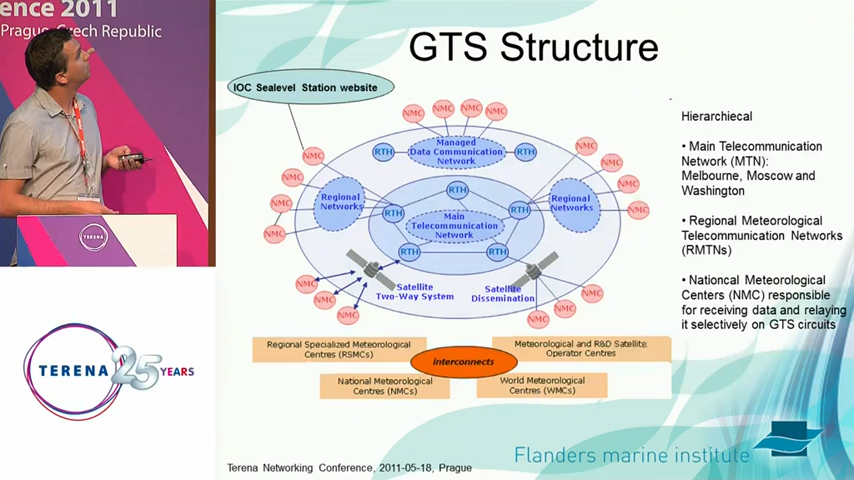 ence 2011
Prague, Czech Republic
TERENA
TERENA 25 YEARS
GTS Structure
IOC Sealevel Station website
NMC
NMC
NMC
NMC
NMC
NMC
NMC
NMC
NMC
NMC
NMC
NMC
RTH
Managed
Data Communication
Network
RTH
Regional
Networks
RTH
RTH
RTH
Main
Telecommunication
Network
Regional
Networks
RTH
RTH
Satellite
Two-Way System
Satellite
Dissemination
NMC
NMC
NMC
NMC
NMC
NMC
Regional Specialized Meteorological
Centres (RSMCs)
interconnects
Meteorological and R&D Satellite
Operator Centres
National Meteorological
Centres (NMCs)
World Meteorological
Centres (WMCs)
Hierarchiecal
• Main Telecommunication
Network (MTN):
Melbourne, Moscow and
Washington
• Regional Meteorological
Telecommunication Networks
(RMTNs)
• Nationcal Meteorological
Centers (NMC) responsible
for receiving data and relaying
it selectively on GTS circuits
Flanders marine institute
Terena Networking Conference, 2011-05-18, Prague